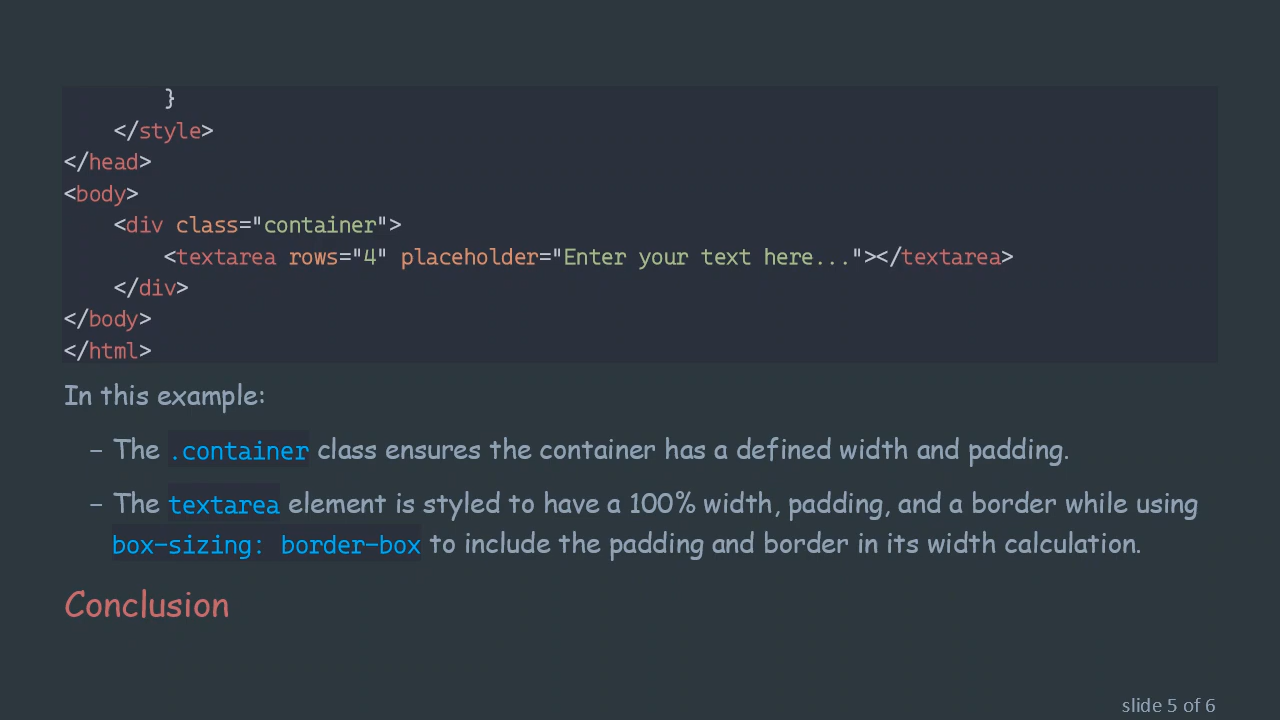 }
    </style>
</head>
<body>
    <div class="container">
        <textarea rows="4" placeholder="Enter your text here..."></textarea>
    </div>
</body>
</html>
In this example:
– The .container class ensures the container has a defined width and padding.
– The textarea element is styled to have a 100% width, padding, and a border while using
box-sizing: border-box to include the padding and border in its width calculation.
Conclusion
slide 5 of 6